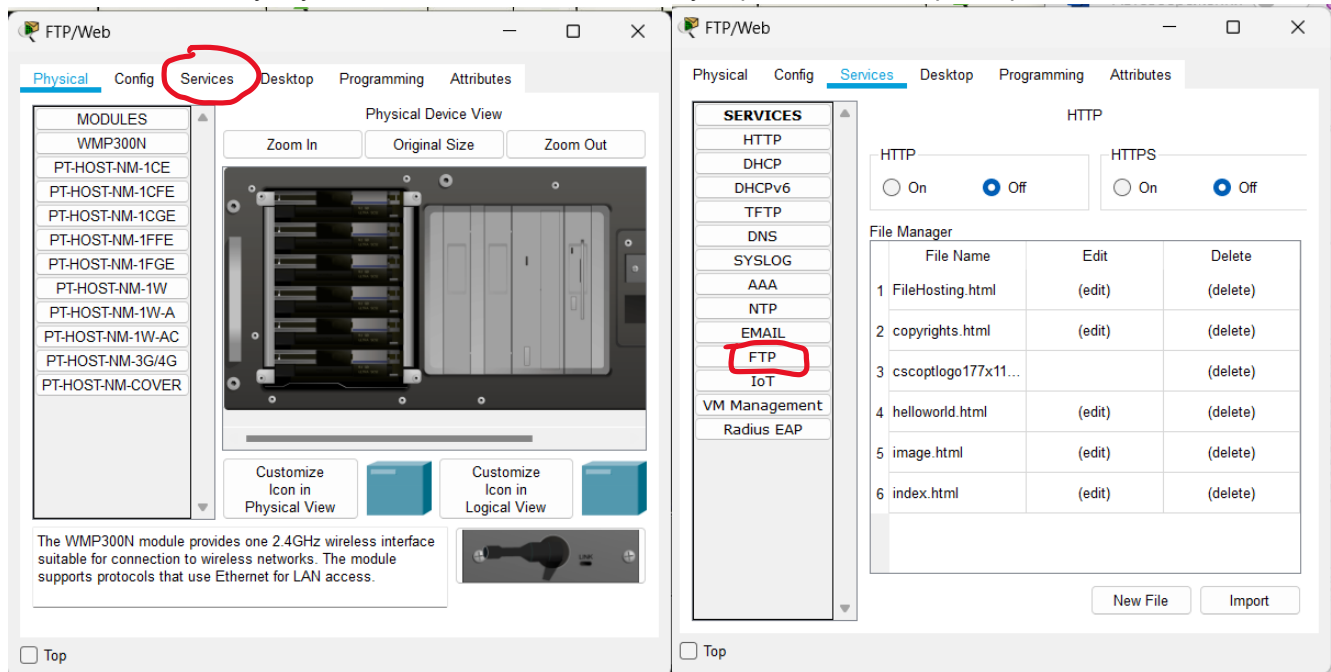 FTP/Web
Physical Config Services Desktop Programming Attributes
MODULES
WMP300N
PT-HOST-NM-1CE
PT-HOST-NM-1CFE
PT-HOST-NM-1CGE
PT-HOST-NM-1FFE
PT-HOST-NM-1FGE
PT-HOST-NM-1W
PT-HOST-NM-1W-A
PT-HOST-NM-1W-AC
PT-HOST-NM-3G/4G
PT-HOST-NM-COVER
Physical Device View
Zoom In Original Size Zoom Out
Customize
Icon in
Physical View
Customize
Icon in
Logical View
The WMP300N module provides one 2.4GHz wireless interface
suitable for connection to wireless networks. The module
supports protocols that use Ethernet for LAN access.
LINK
Top
FTP/Web
Physical Config Services Desktop Programming Attributes
SERVICES
HTTP
DHCP
DHCPv6
TFTP
DNS
SYSLOG
AAA
NTP
EMAIL
FTP
IoT
VM Management
Radius EAP
HTTP
HTTP HTTPS
On Off On Off
File Manager
File Name Edit Delete
1 FileHosting.html (edit) (delete)
2 copyrights.html (edit) (delete)
3 cscoptlogo177x11... (delete)
4 helloworld.html (edit) (delete)
5 image.html (edit) (delete)
6 index.html (edit) (delete)
New File Import
Top